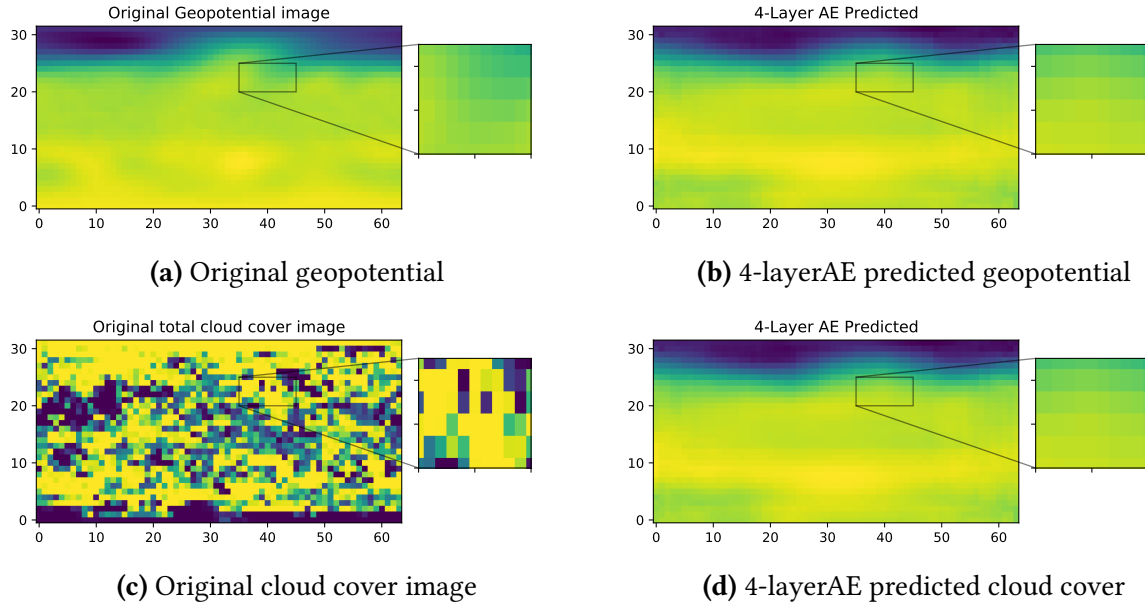 Original Geopotential image
30
20
10
0
0 10 20 30 40 50 60
(a) Original geopotential
4-Layer AE Predicted
30
20
10
0
0 10 20 30 40 50 60
(b) 4-layerAE predicted geopotential
Original total cloud cover image
30
20
10
0
0 10 20 30 40 50 60
(c) Original cloud cover image
4-Layer AE Predicted
30
20
10
0
0 10 20 30 40 50 60
(d) 4-layerAE predicted cloud cover